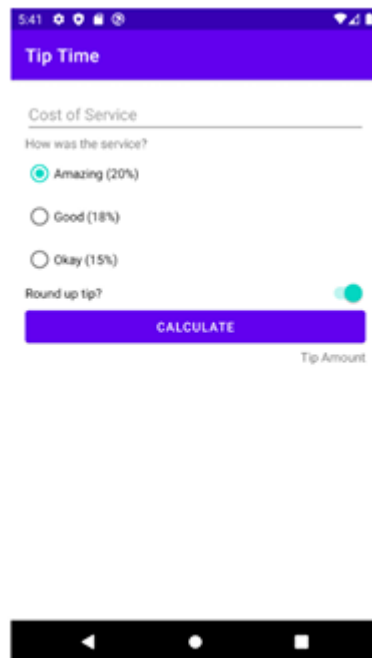 5:41
Tip Time
Cost of Service
How was the service?
Amazing (20%)
Good (18%)
Okay (15%)
Round up tip?
CALCULATE
Tip Amount